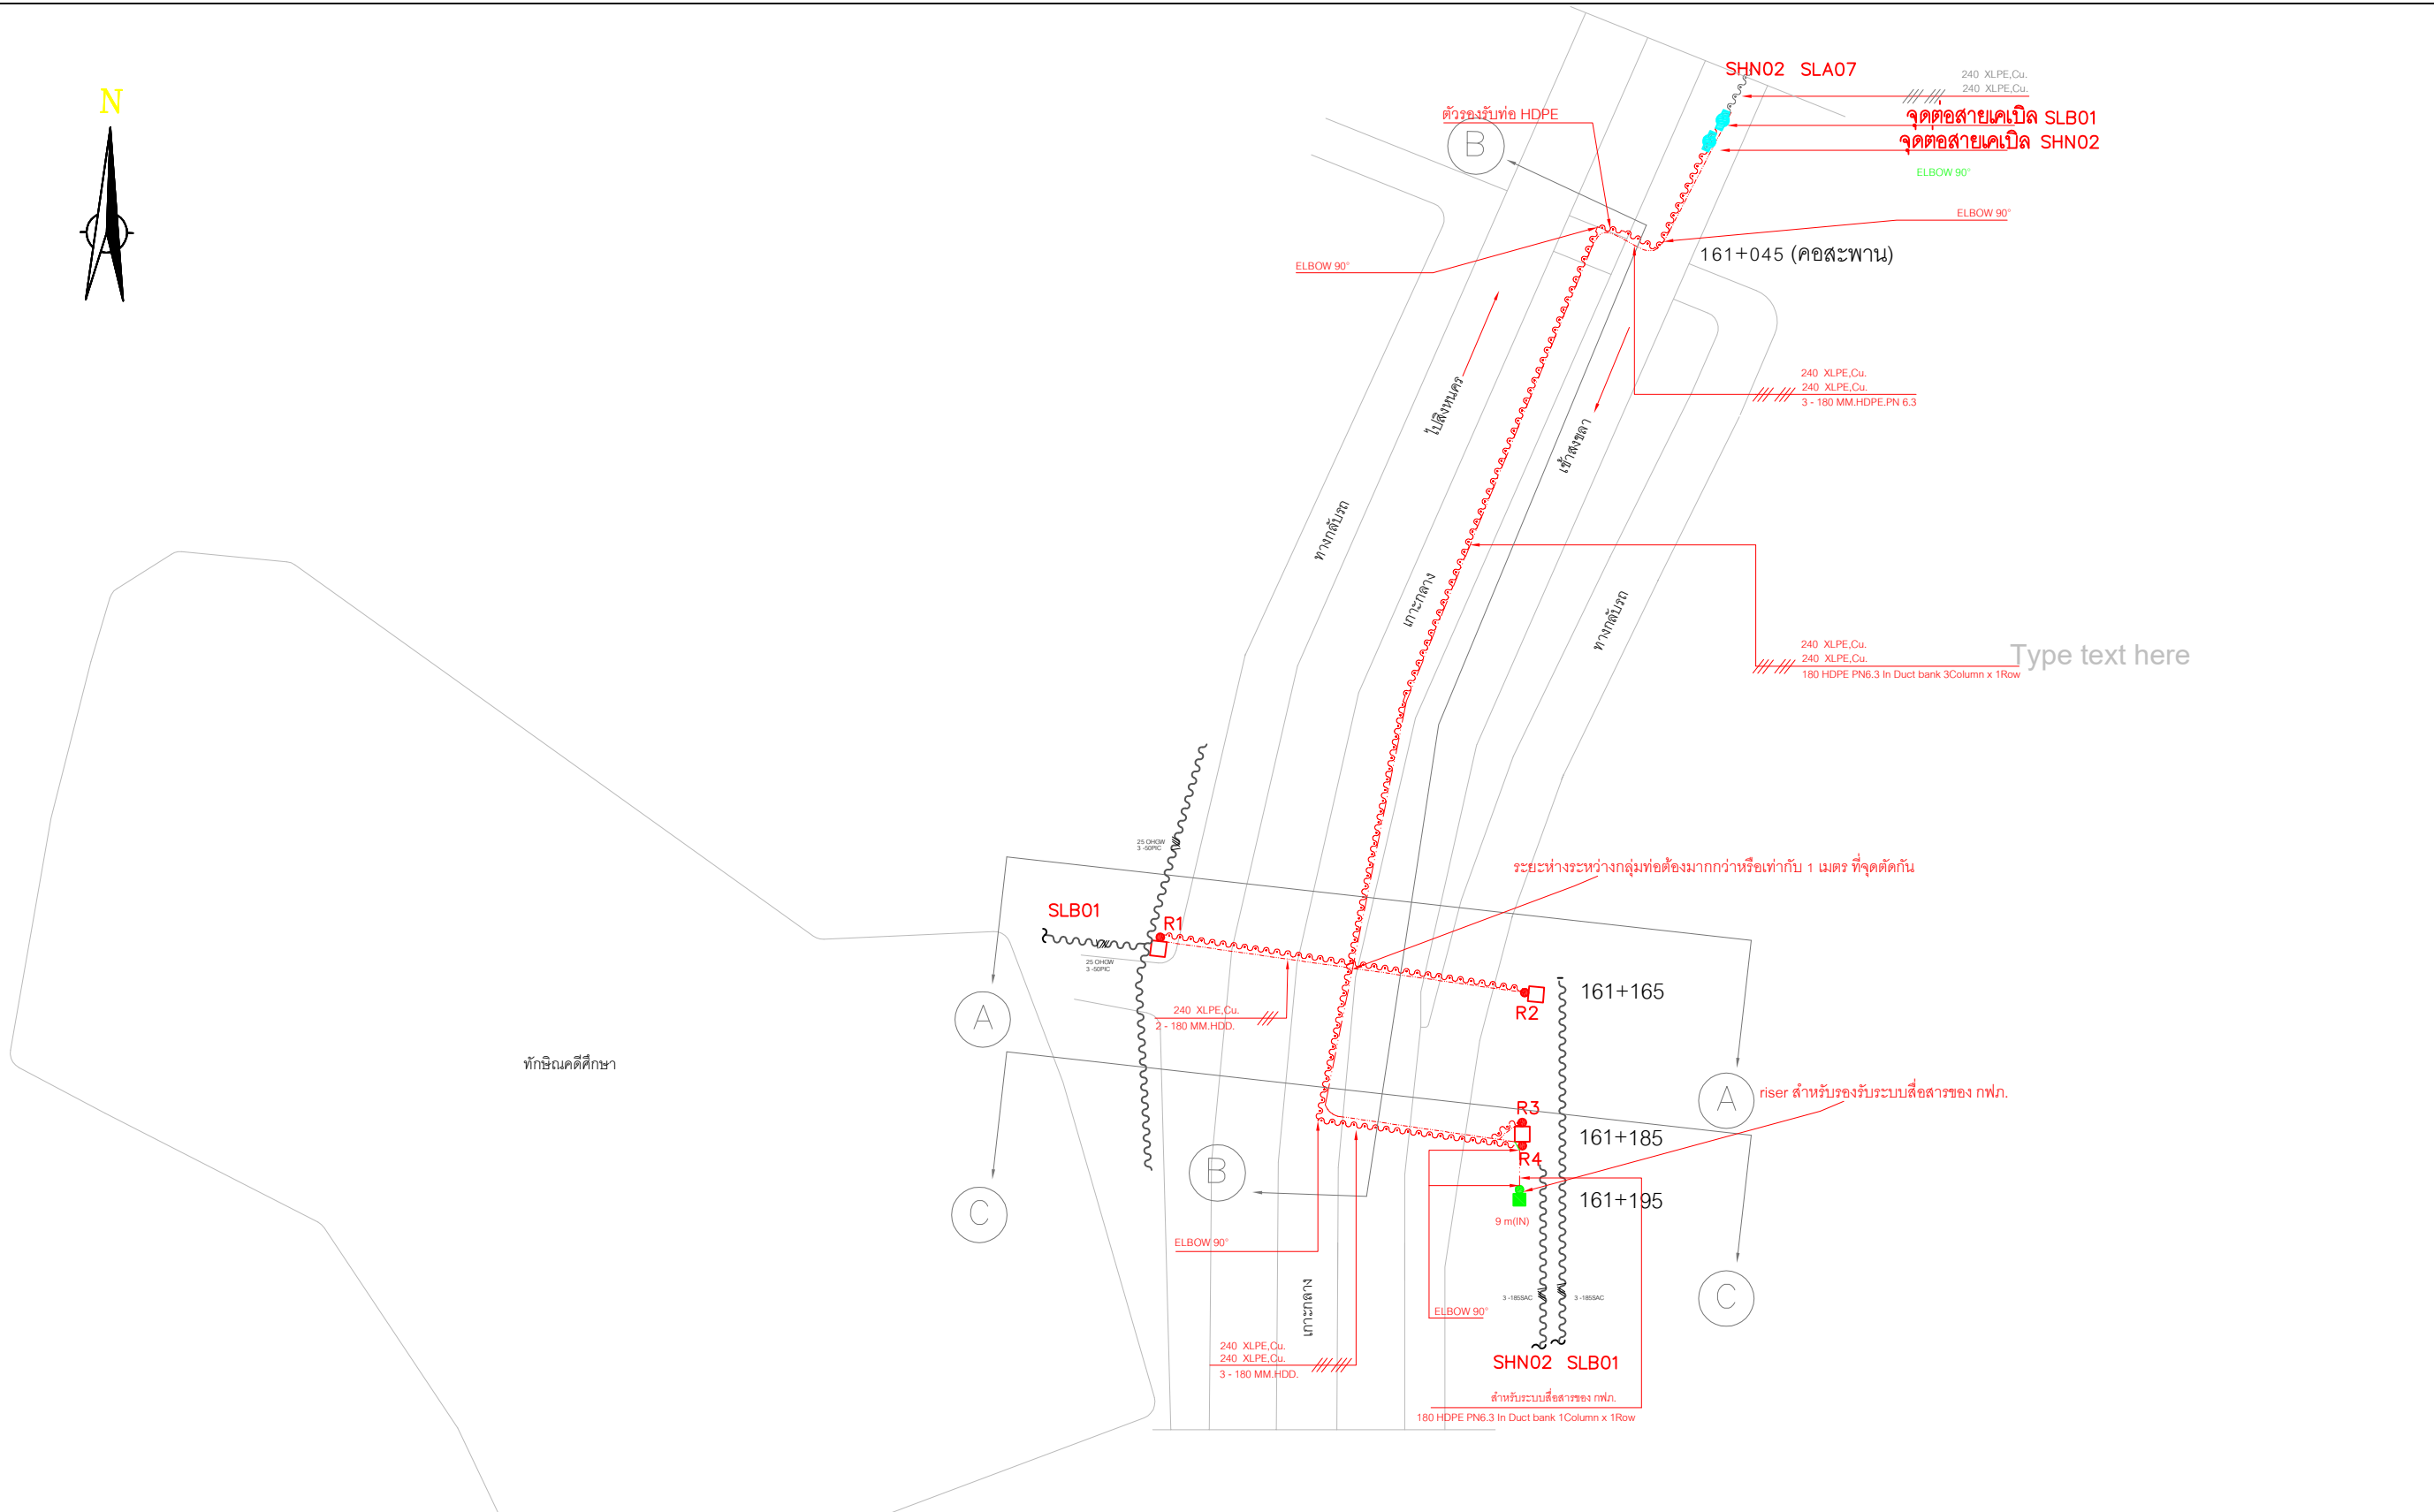 N
SHN02 SLA07
240 XLPE,Cu.
240 XLPE,Cu.
ตัวรองรับท่อ HDPE
จุดต่อสายเคเบิล SLB01
จุดต่อสายเคเบิล SHN02
B
ELBOW 90°
ELBOW 90°
161+045 (คอสะพาน)
ELBOW 90°
240 XLPE,Cu.
240 XLPE,Cu.
3 - 180 MM.HDPE.PN 6.3
ไปสิงหนคร
เข้าสงขลา
ทางกลับรถ
เกาะกลาง
ทางกลับรถ
240 XLPE,Cu.
240 XLPE,Cu.
180 HDPE PN6.3 In Duct bank 3Column x 1Row
Type text here
25 OHGW
3 -50PIC
ระยะห่างระหว่างกลุ่มท่อต้องมากกว่าหรือเท่ากับ 1 เมตร ที่จุดตัดกัน
SLB01
R1
25 OHGW
3 -50PIC
161+165
R2
A
240 XLPE,Cu.
2 - 180 MM.HDD.
ทักษิณคดีศึกษา
A
riser สำหรับรองรับระบบสื่อสารของ กฟภ.
R3
161+185
R4
B
C
161+195
9 m(IN)
ELBOW 90°
เกาะกลาง
3 -185SAC
3 -185SAC
C
ELBOW 90°
240 XLPE,Cu.
240 XLPE,Cu.
3 - 180 MM.HDD.
SHN02 SLB01
สำหรับระบบสื่อสารของ กฟภ.
180 HDPE PN6.3 In Duct bank 1Column x 1Row